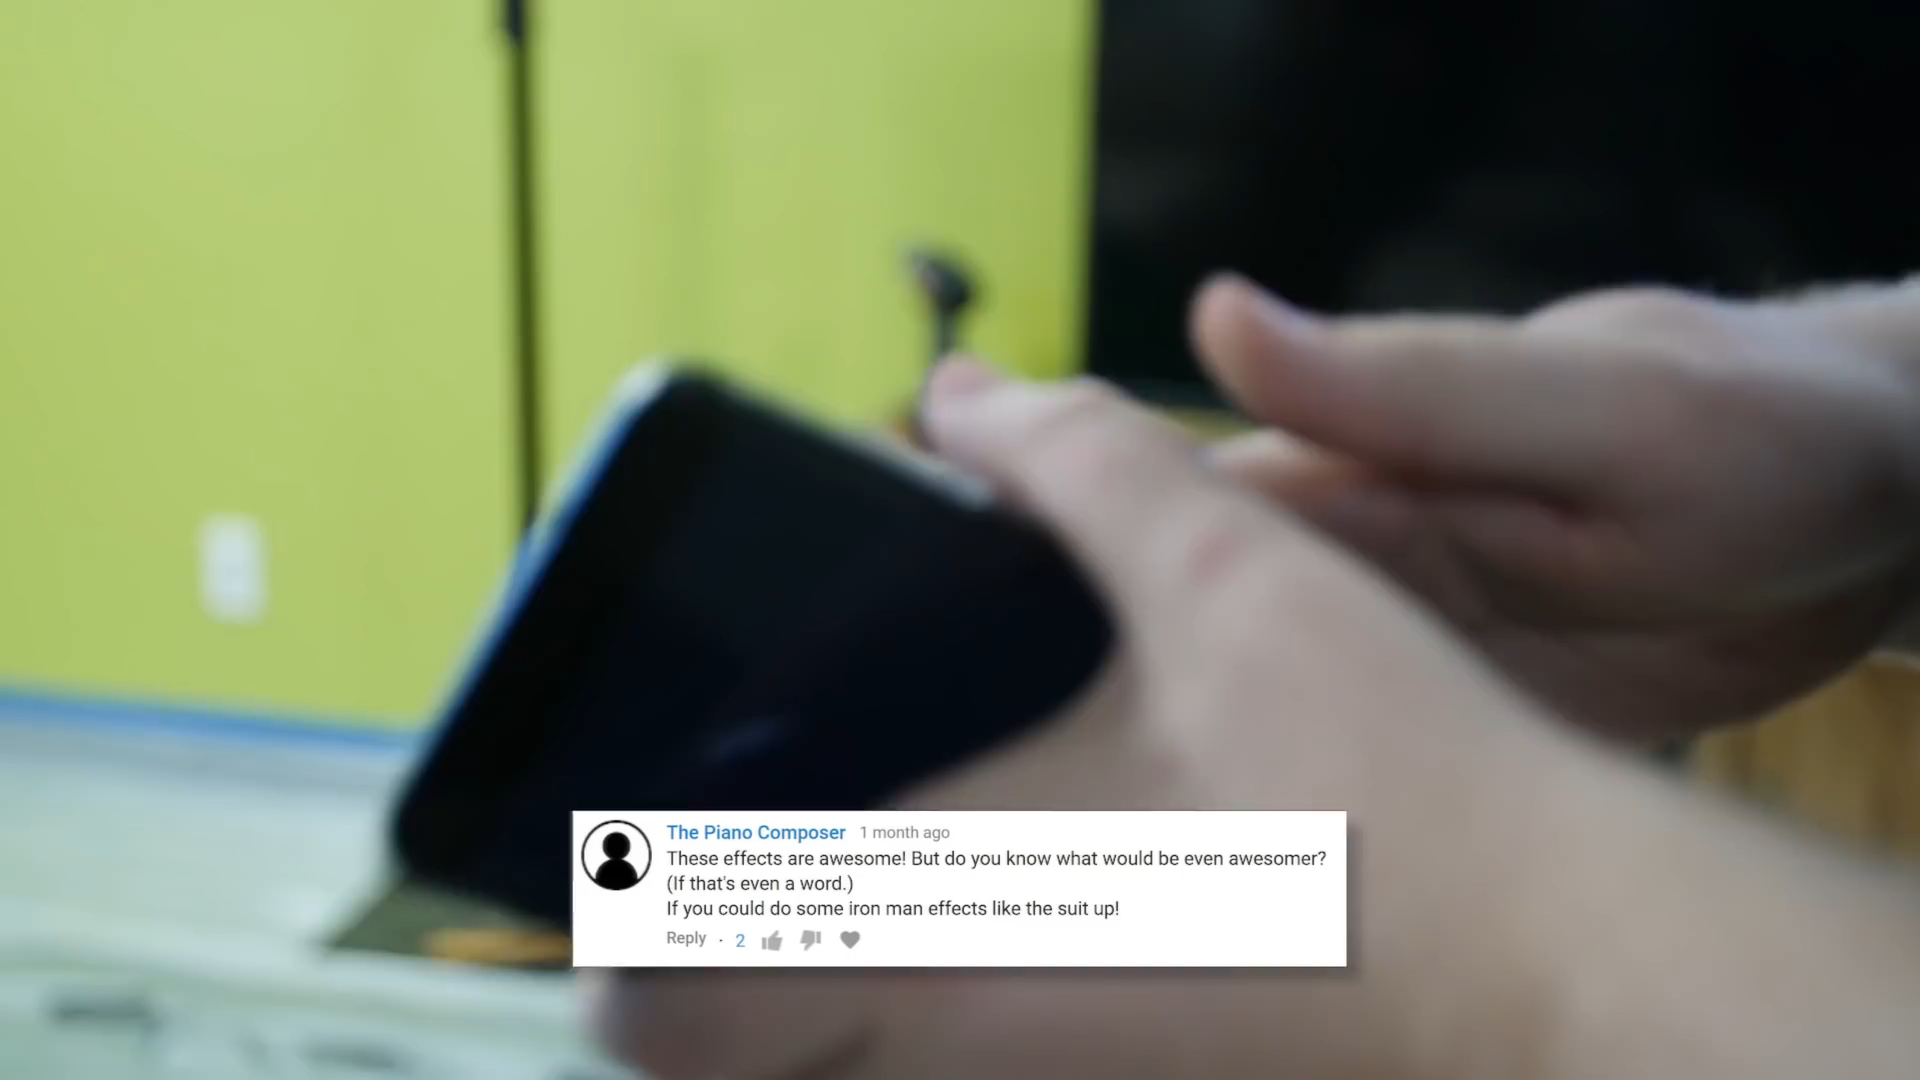 The Piano Composer 1 month ago
These effects are awesome! But do you know what would be even awesomer?
(If that's even a word.)
If you could do some iron man effects like the suit up!
Reply · 2